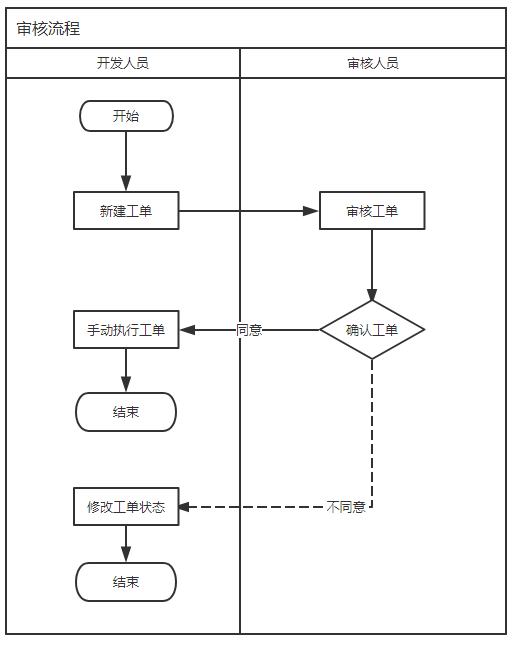 审核流程
开发人员
审核人员
开始
新建工单
审核工单
手动执行工单
同意
确认工单
结束
修改工单状态
不同意
结束